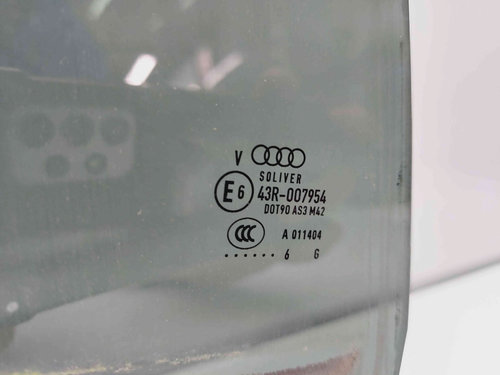 V
SOLIVER
E6 43R-007954
DOT90 AS3 M42
CCC A 011404
...... 6 G